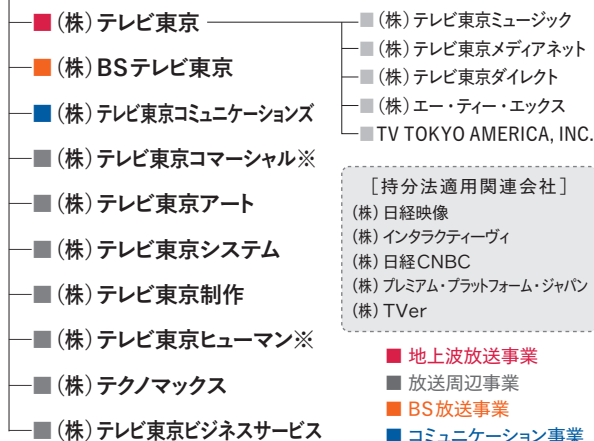 (株)テレビ東京
(株)BSテレビ東京
(株)テレビ東京コミュニケーションズ
(株)テレビ東京コマーシャル※
(株)テレビ東京アート
(株)テレビ東京システム
(株)テレビ東京制作
(株)テレビ東京ヒューマン※
(株)テクノマックス
(株)テレビ東京ビジネスサービス
(株)テレビ東京ミュージック
(株)テレビ東京メディアネット
(株)テレビ東京ダイレクト
(株)エー・ティー・エックス
TV TOKYO AMERICA, INC.
[持分法適用関連会社]
(株)日経映像
(株)インタラクティーヴィ
(株)日経CNBC
(株)プレミアム・プラットフォーム・ジャパン
(株)TVer
地上波放送事業
放送周辺事業
BS放送事業
コミュニケーション事業